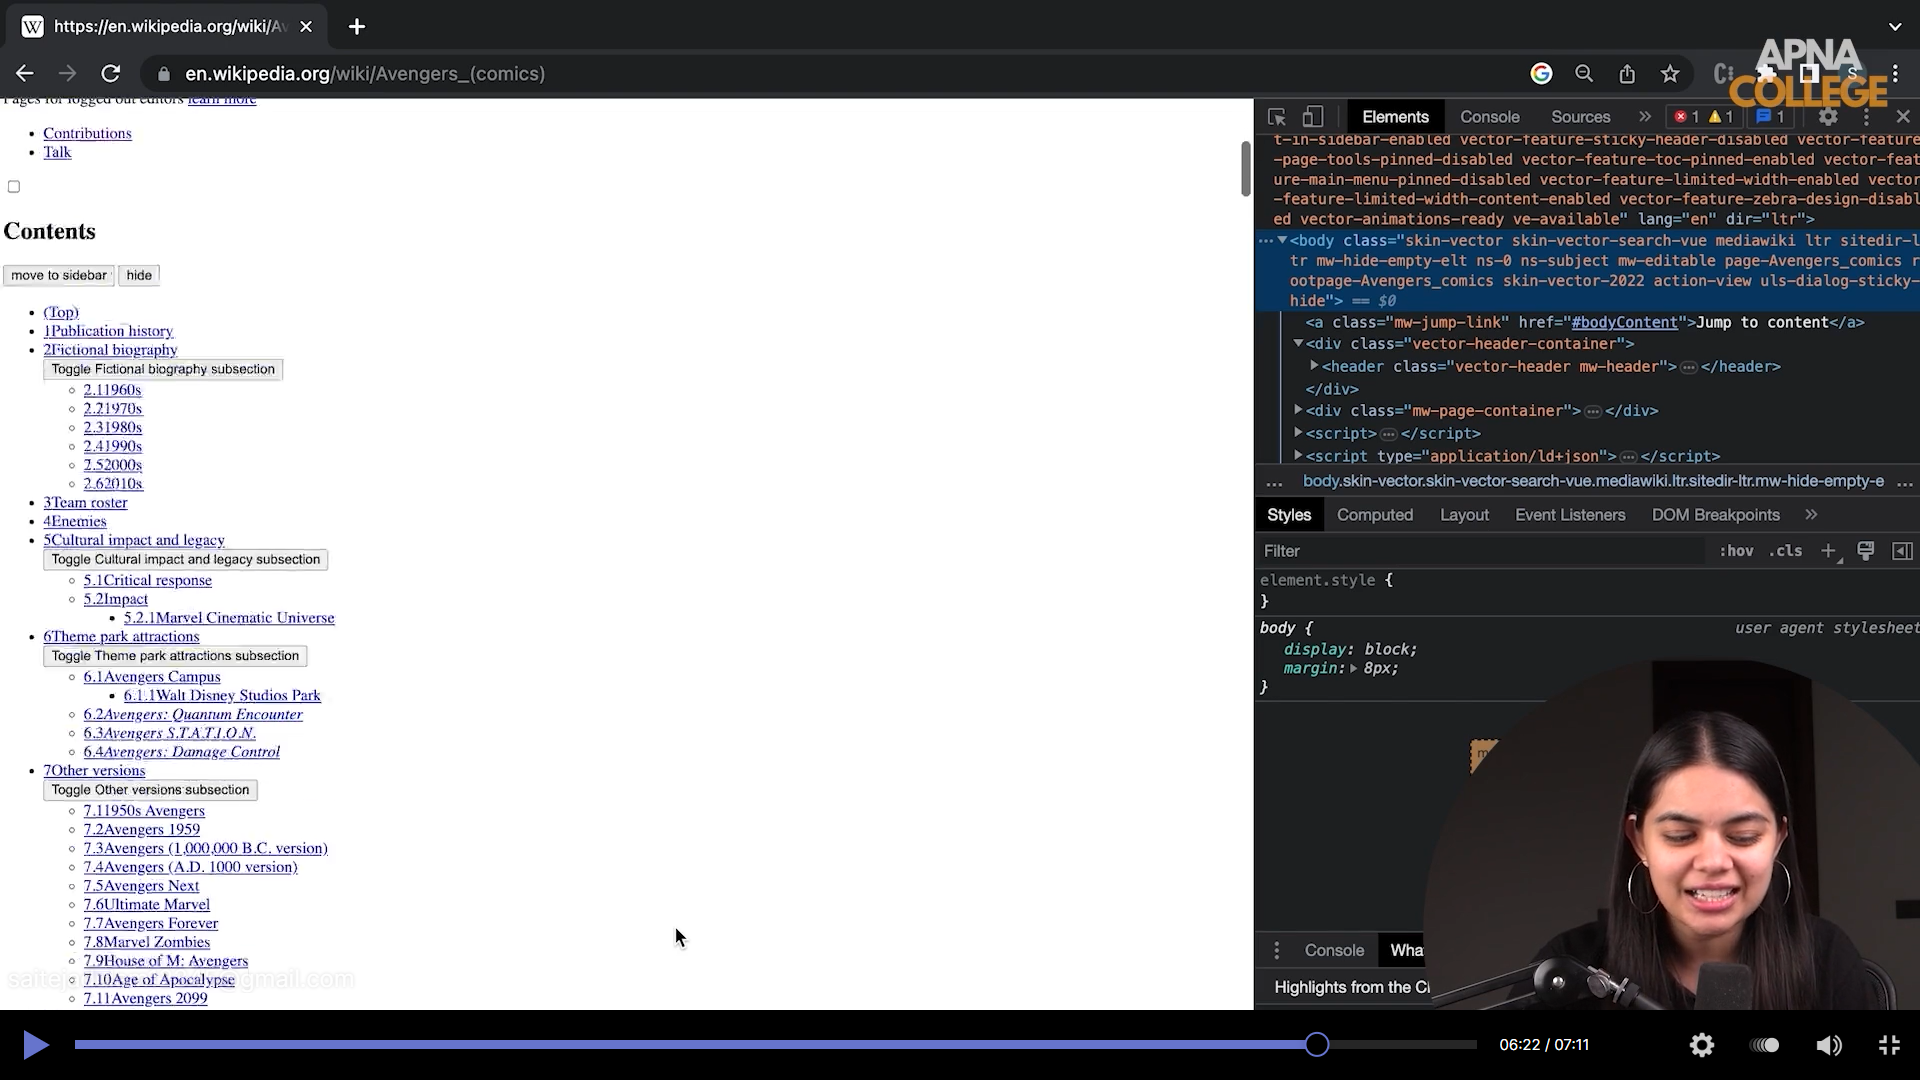 https://en.wikipedia.org/wiki/Av
en.wikipedia.org/wiki/Avengers_(comics)
APNA
COLLEGE
S
Pages for logged out editors learn more
Contributions
Talk
Contents
move to sidebar hide
(Top)
1Publication history
2Fictional biography
Toggle Fictional biography subsection
2.11960s
2.21970s
2.31980s
2.41990s
2.52000s
2.62010s
3Team roster
4Enemies
5Cultural impact and legacy
Toggle Cultural impact and legacy subsection
5.1Critical response
5.2Impact
5.2.1Marvel Cinematic Universe
6Theme park attractions
Toggle Theme park attractions subsection
6.1Avengers Campus
6.1.1Walt Disney Studios Park
6.2Avengers: Quantum Encounter
6.3Avengers S.T.A.T.I.O.N.
6.4Avengers: Damage Control
7Other versions
Toggle Other versions subsection
7.11950s Avengers
7.2Avengers 1959
7.3Avengers (1,000,000 B.C. version)
7.4Avengers (A.D. 1000 version)
7.5Avengers Next
7.6Ultimate Marvel
7.7Avengers Forever
7.8Marvel Zombies
7.9House of M: Avengers
7.10Age of Apocalypse
7.11Avengers 2099
Elements Console Sources » 1 1 1
t-in-sidebar-enabled vector-feature-sticky-header-disabled vector-feature
-page-tools-pinned-disabled vector-feature-toc-pinned-enabled vector-feat
ure-main-menu-pinned-disabled vector-feature-limited-width-enabled vector
-feature-limited-width-content-enabled vector-feature-zebra-design-disabl
ed vector-animations-ready ve-available" lang="en" dir="ltr">
<body class="skin-vector skin-vector-search-vue mediawiki ltr sitedir-l
tr mw-hide-empty-elt ns-0 ns-subject mw-editable page-Avengers_comics r
ootpage-Avengers_comics skin-vector-2022 action-view uls-dialog-sticky-
hide"> == $0
<a class="mw-jump-link" href="#bodyContent">Jump to content</a>
<div class="vector-header-container">
<header class="vector-header mw-header"> … </header>
</div>
<div class="mw-page-container"> … </div>
<script> … </script>
<script type="application/ld+json"> … </script>
… body.skin-vector.skin-vector-search-vue.mediawiki.ltr.sitedir-ltr.mw-hide-empty-e …
Styles Computed Layout Event Listeners DOM Breakpoints »
Filter :hov .cls +
element.style {
}
body { user agent stylesheet
display: block;
margin: 8px;
}
Console Wha
Highlights from the C
06:22 / 07:11